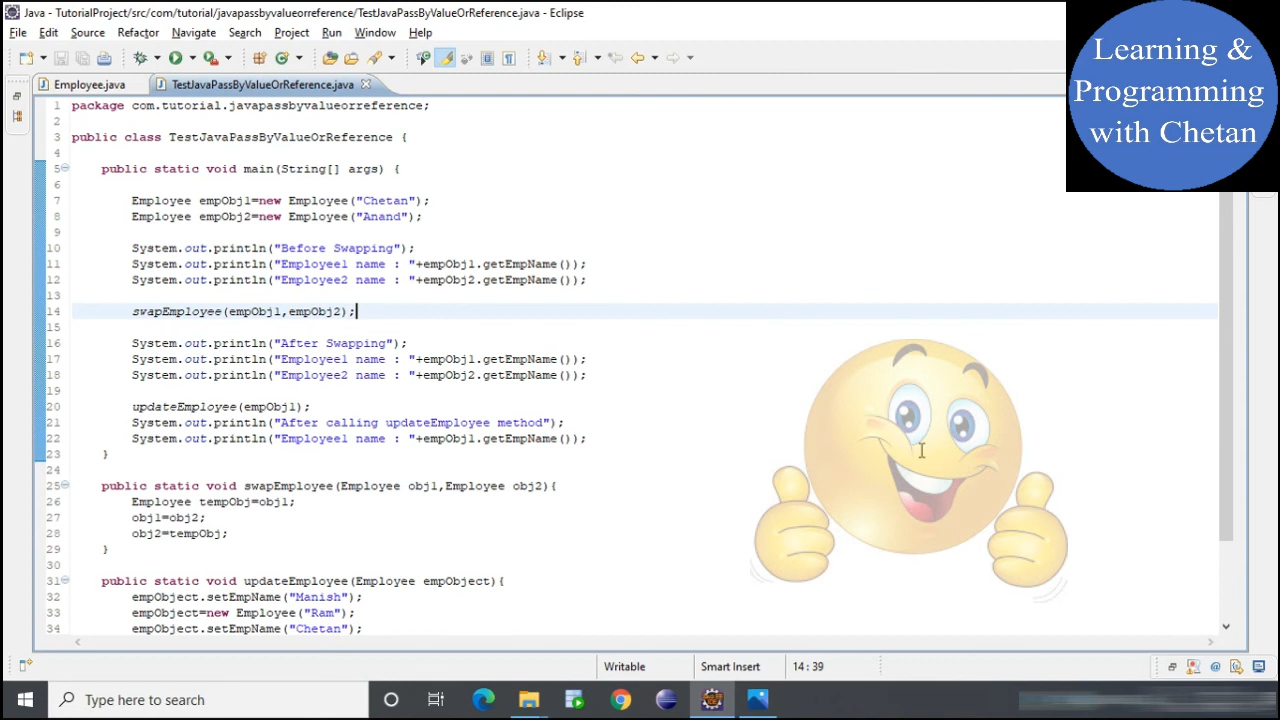 Java - TutorialProject/src/com/tutorial/javapassbyvalueorreference/TestJavaPassByValueOrReference.java - Eclipse
File Edit Source Refactor Navigate Search Project Run Window Help
Learning &
Programming
with Chetan
Employee.java TestJavaPassByValueOrReference.java
1 package com.tutorial.javapassbyvalueorreference;
2
3 public class TestJavaPassByValueOrReference {
4
5 public static void main(String[] args) {
6
7 Employee empObj1=new Employee("Chetan");
8 Employee empObj2=new Employee("Anand");
9
10 System.out.println("Before Swapping");
11 System.out.println("Employee1 name : "+empObj1.getEmpName());
12 System.out.println("Employee2 name : "+empObj2.getEmpName());
13
14 swapEmployee(empObj1,empObj2);
15
16 System.out.println("After Swapping");
17 System.out.println("Employee1 name : "+empObj1.getEmpName());
18 System.out.println("Employee2 name : "+empObj2.getEmpName());
19
20 updateEmployee(empObj1);
21 System.out.println("After calling updateEmployee method");
22 System.out.println("Employee1 name : "+empObj1.getEmpName());
23 }
24
25 public static void swapEmployee(Employee obj1,Employee obj2){
26 Employee tempObj=obj1;
27 obj1=obj2;
28 obj2=tempObj;
29 }
30
31 public static void updateEmployee(Employee empObject){
32 empObject.setEmpName("Manish");
33 empObject=new Employee("Ram");
34 empObject.setEmpName("Chetan");
Writable Smart Insert 14 : 39
Type here to search